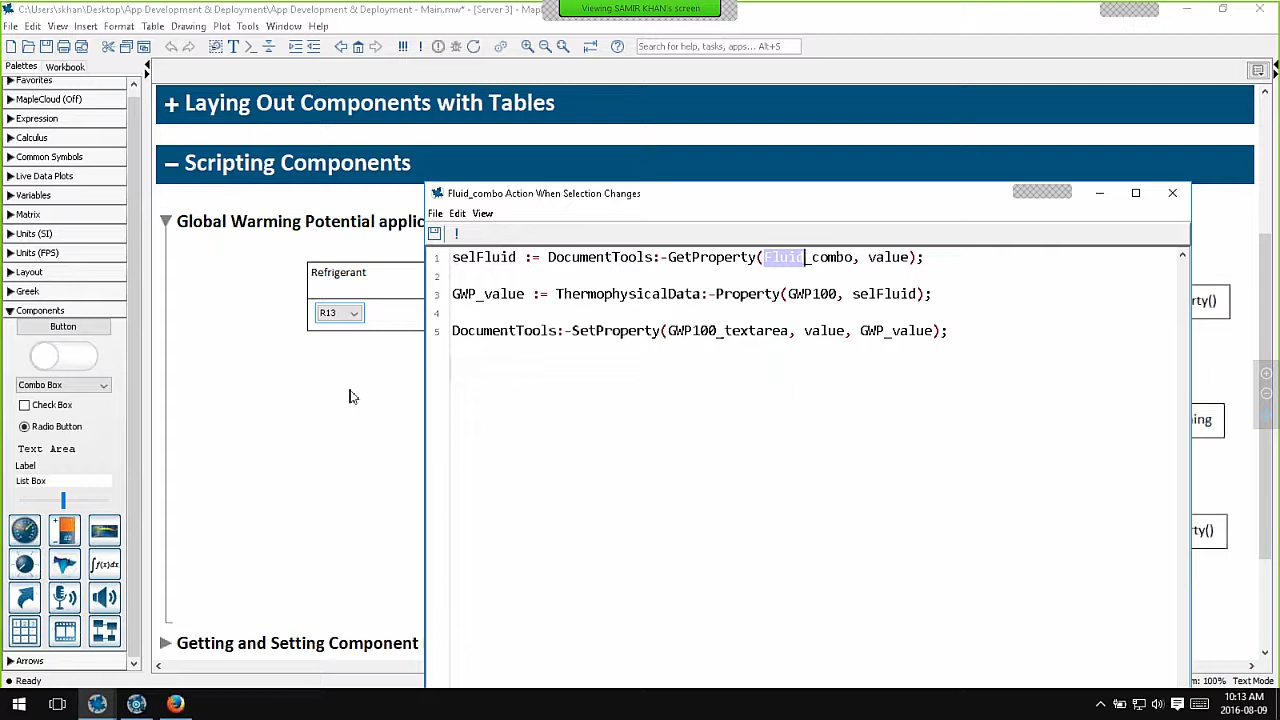 C:\Users\skhan\Desktop\App Development & Deployment\App Development & Deployment - Main.mw* - [Server 3] - Map
Viewing SAMIR KHAN's screen
File Edit View Insert Format Table Drawing Plot Tools Window Help
Search for help, tasks, apps... Alt+S
Palettes Workbook
Favorites
MapleCloud (Off)
Expression
Calculus
Common Symbols
Live Data Plots
Variables
Matrix
Units (SI)
Units (FPS)
Layout
Greek
Components
Button
Combo Box
Check Box
Radio Button
Text Area
Label
List Box
f(x)dx
Arrows
Ready
+ Laying Out Components with Tables
– Scripting Components
Global Warming Potential applic
Refrigerant
R13
Getting and Setting Component
Fluid_combo Action When Selection Changes
File Edit View
!
1 selFluid := DocumentTools:-GetProperty(Fluid_combo, value);
2
3 GWP_value := ThermophysicalData:-Property(GWP100, selFluid);
4
5 DocumentTools:-SetProperty(GWP100_textarea, value, GWP_value);
ty()
ing
ty()
m: 100% Text Mode
10:13 AM
2016-08-09